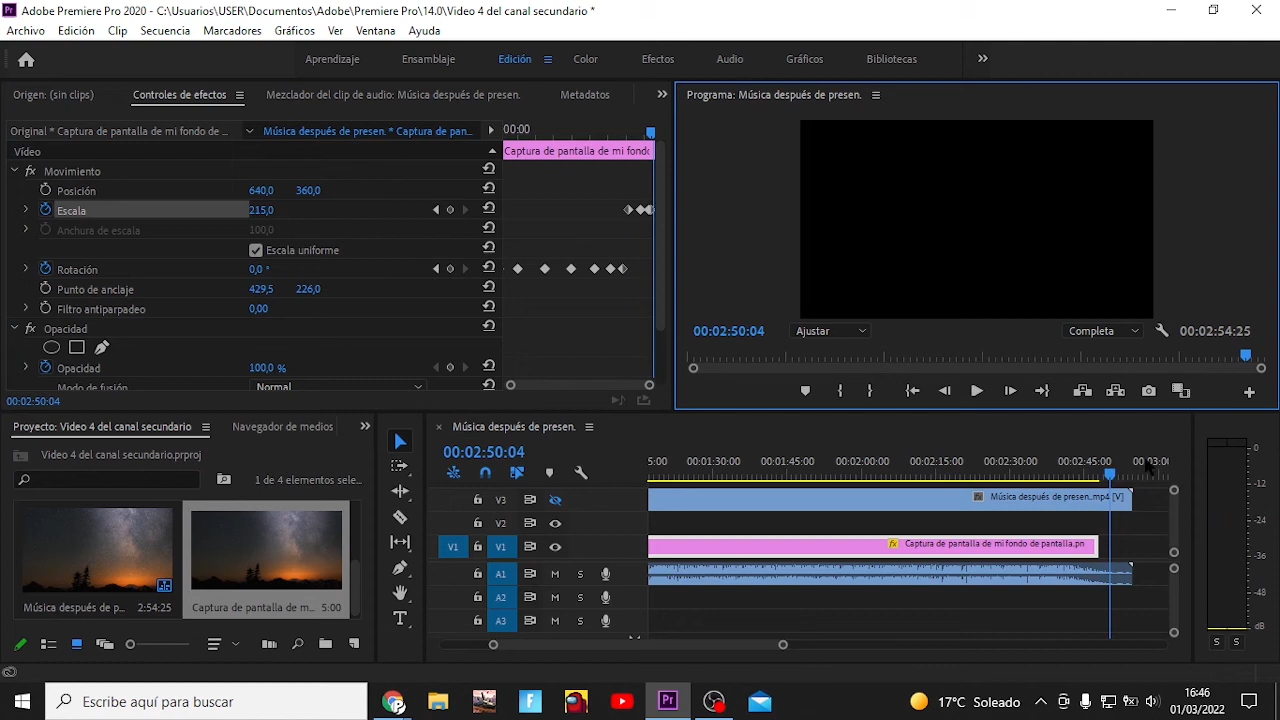 Adobe Premiere Pro 2020 - C:\Usuarios\USER\Documentos\Adobe\Premiere Pro\14.0\Video 4 del canal secundario *
Archivo Edición Clip Secuencia Marcadores Gráficos Ver Ventana Ayuda
Aprendizaje Ensamblaje Edición Color Efectos Audio Gráficos Bibliotecas
Origen: (sin clips) Controles de efectos Mezclador del clip de audio: Música después de presen. Metadatos
Programa: Música después de presen.
Original * Captura de pantalla de mi fondo de ... Música después de presen. * Captura de pan... 00:00
Vídeo
Captura de pantalla de mi fondo
Movimiento
Posición 640,0 360,0
Escala 215,0
Anchura de escala 100,0
Escala uniforme
Rotación 0,0 °
Punto de anclaje 429,5 226,0
Filtro antiparpadeo 0,00
Opacidad
Opacidad 100,0 %
Modo de fusión Normal
00:02:50:04
00:02:50:04 Ajustar Completa 00:02:54:25
Proyecto: Video 4 del canal secundario Navegador de medios
Video 4 del canal secundario.prproj
1 de 4 elementos sele...
Música después de p... 2:54:25
Captura de pantalla de m... 5:00
Música después de presen.
00:02:50:04
5:00 00:01:30:00 00:01:45:00 00:02:00:00 00:02:15:00 00:02:30:00 00:02:45:00 00:03:00
V3 Música después de presen..mp4 [V]
V2
V1 V1 Captura de pantalla de mi fondo de pantalla.pn
A1 M S
A2 M S
A3 M S
0
-12
-24
-36
-48
dB
S S
Escribe aquí para buscar
17°C Soleado
16:46
01/03/2022